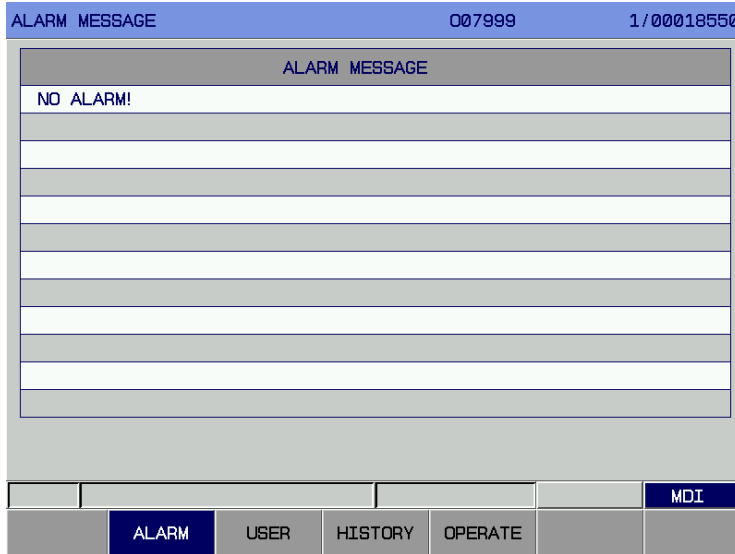 ALARM MESSAGE O07999 1/00018550
ALARM MESSAGE
NO ALARM!
MDI
ALARM USER HISTORY OPERATE